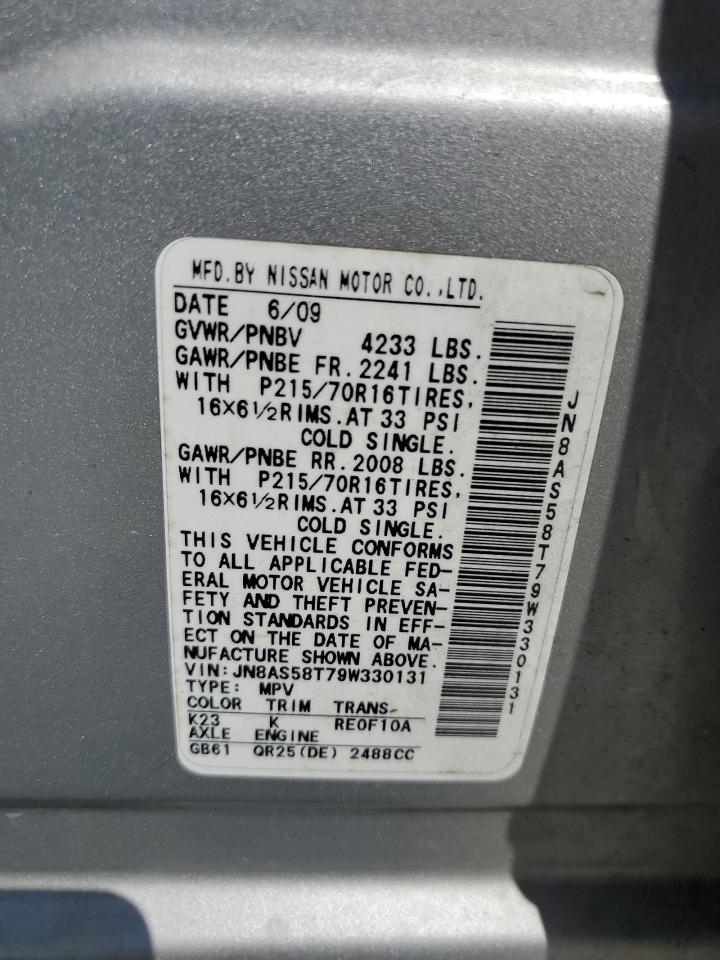 MFD.BY NISSAN MOTOR CO.,LTD.
DATE 6/09
GVWR/PNBV 4233 LBS.
GAWR/PNBE FR.2241 LBS.
WITH P215/70R16TIRES,
16X6½RIMS.AT 33 PSI
COLD SINGLE.
GAWR/PNBE RR.2008 LBS.
WITH P215/70R16TIRES,
16X6½RIMS.AT 33 PSI
COLD SINGLE.
THIS VEHICLE CONFORMS
TO ALL APPLICABLE FED-
ERAL MOTOR VEHICLE SA-
FETY AND THEFT PREVEN-
TION STANDARDS IN EFF-
ECT ON THE DATE OF MA-
NUFACTURE SHOWN ABOVE.
VIN:JN8AS58T79W330131
TYPE: MPV
COLOR TRIM TRANS-
K23 K RE0F10A
AXLE ENGINE
GB61 QR25(DE) 2488CC
JN8AS58T79W330131